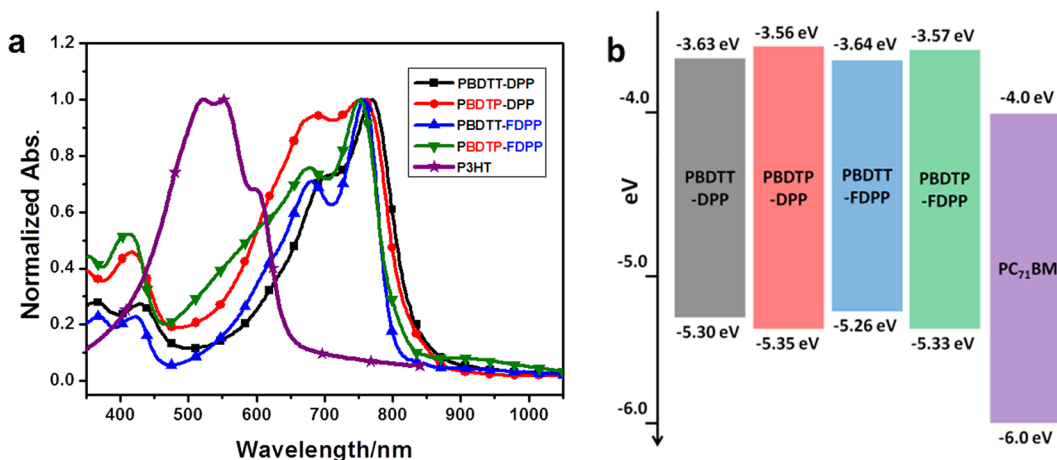 a
Normalized Abs.
1.2
1.0
0.8
0.6
0.4
0.2
0.0
400
500
600
700
800
900
1000
Wavelength/nm
PBDTT-DPP
PBDTP-DPP
PBDTT-FDPP
PBDTP-FDPP
P3HT
b
eV
-4.0
-5.0
-6.0
-3.63 eV
PBDTT
-DPP
-5.30 eV
-3.56 eV
PBDTP
-DPP
-5.35 eV
-3.64 eV
PBDTT
-FDPP
-5.26 eV
-3.57 eV
PBDTP
-FDPP
-5.33 eV
-4.0 eV
PC71BM
-6.0 eV